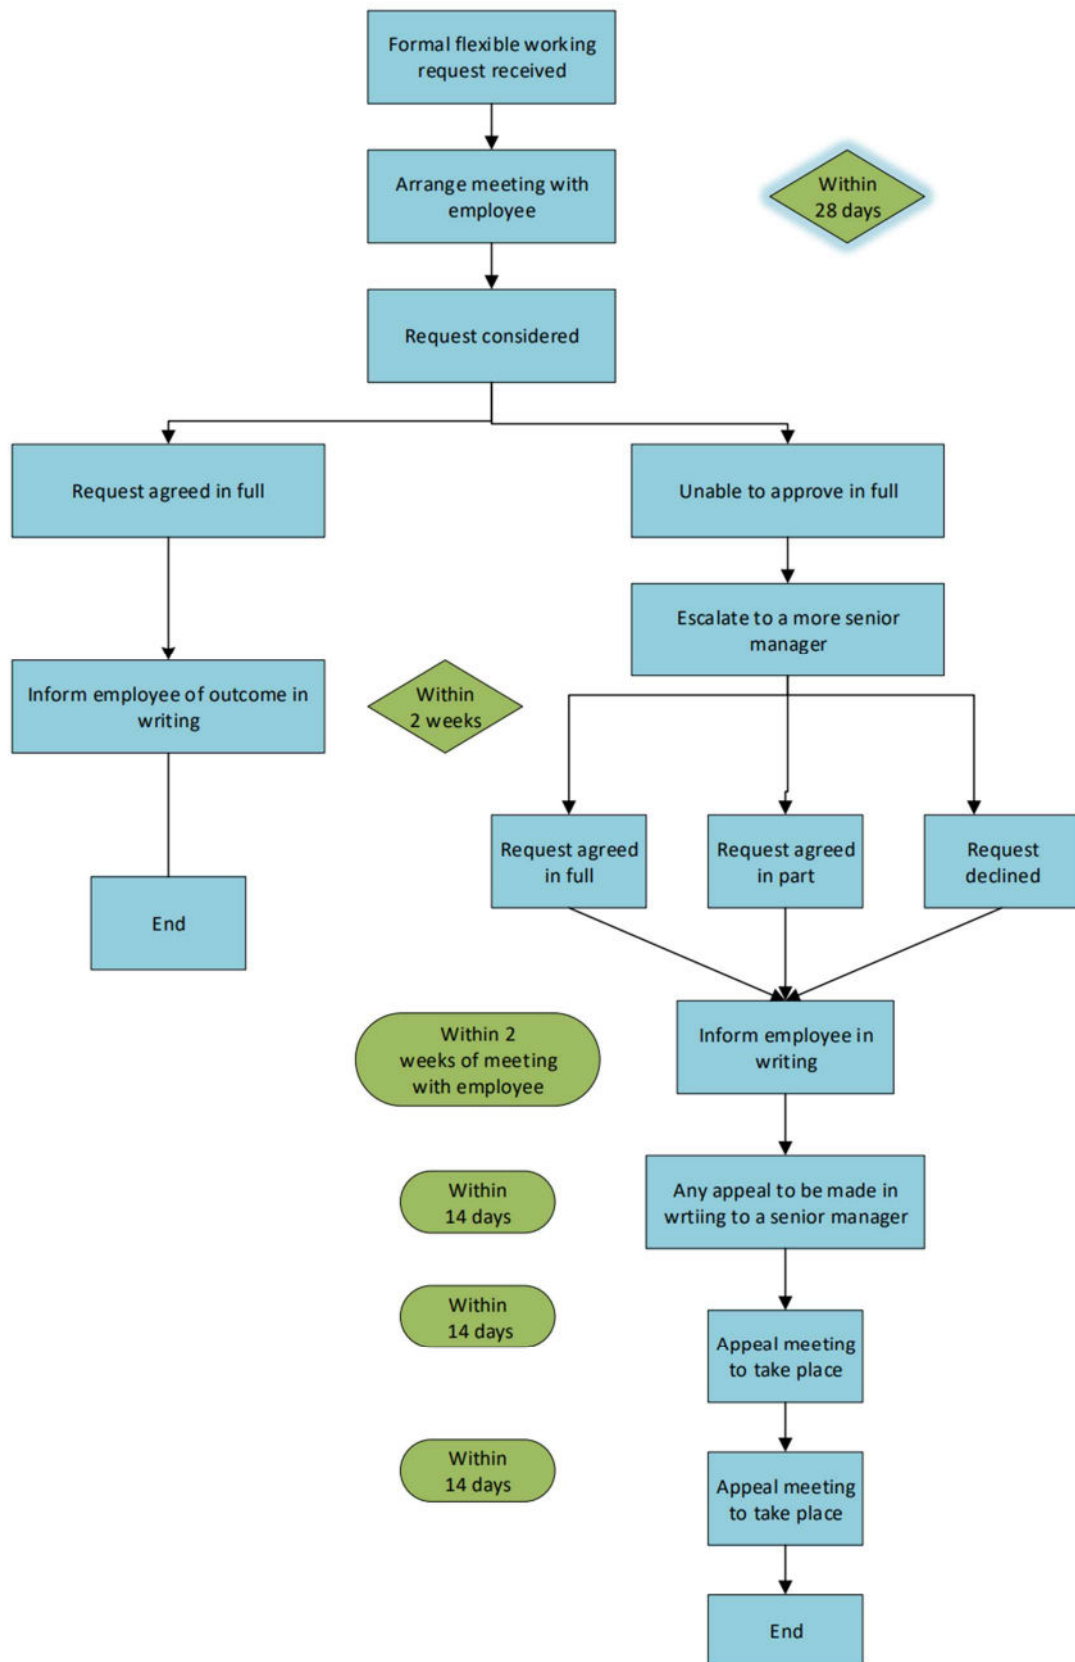 Formal flexible working
request received
Arrange meeting with
employee
Within
28 days
Request considered
Request agreed in full
Unable to approve in full
Escalate to a more senior
manager
Inform employee of outcome in
writing
Within
2 weeks
Request agreed
in full
Request agreed
in part
Request
declined
End
Within 2
weeks of meeting
with employee
Inform employee in
writing
Within
14 days
Any appeal to be made in
wrtiing to a senior manager
Within
14 days
Appeal meeting
to take place
Within
14 days
Appeal meeting
to take place
End